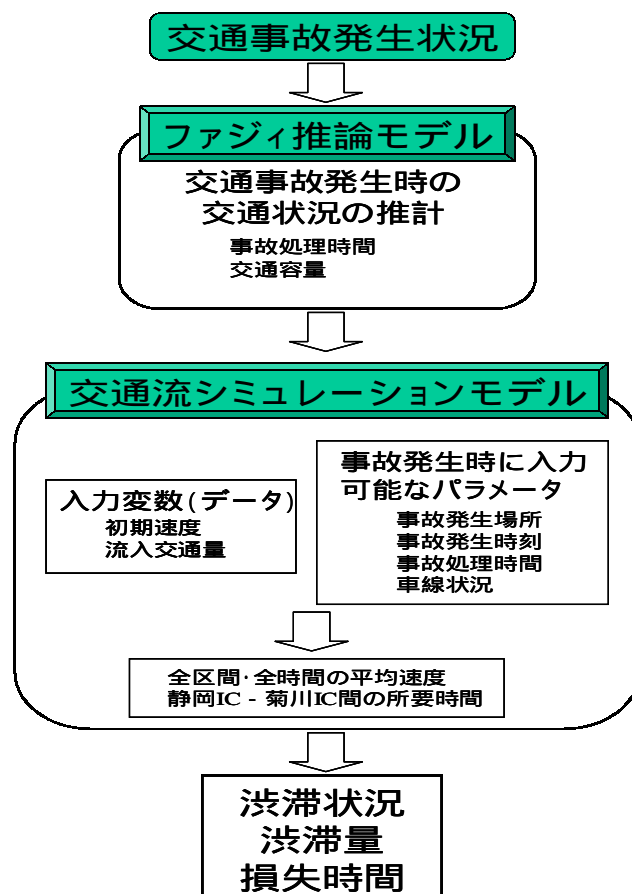 交通事故発生状況
ファジィ推論モデル
交通事故発生時の
交通状況の推計
事故処理時間
交通容量
交通流シミュレーションモデル
入力変数(データ)
初期速度
流入交通量
事故発生時に入力
可能なパラメータ
事故発生場所
事故発生時刻
事故処理時間
車線状況
全区間・全時間の平均速度
静岡IC - 菊川IC間の所要時間
渋滞状況
渋滞量
損失時間